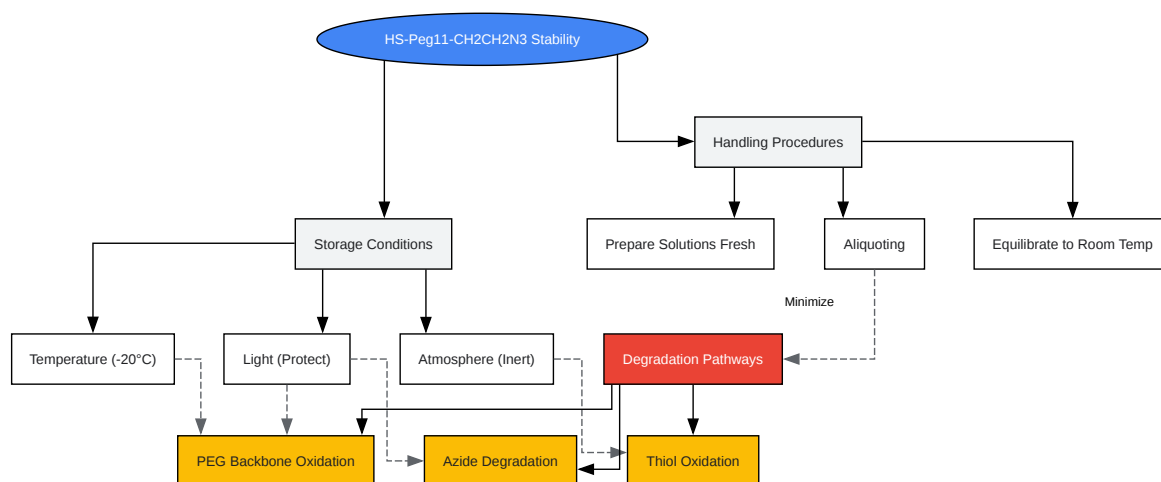 HS-Peg11-CH2CH2N3 Stability
Handling Procedures
Storage Conditions
Prepare Solutions Fresh
Aliquoting
Equilibrate to Room Temp
Minimize
Temperature (-20°C)
Light (Protect)
Atmosphere (Inert)
Degradation Pathways
PEG Backbone Oxidation
Azide Degradation
Thiol Oxidation